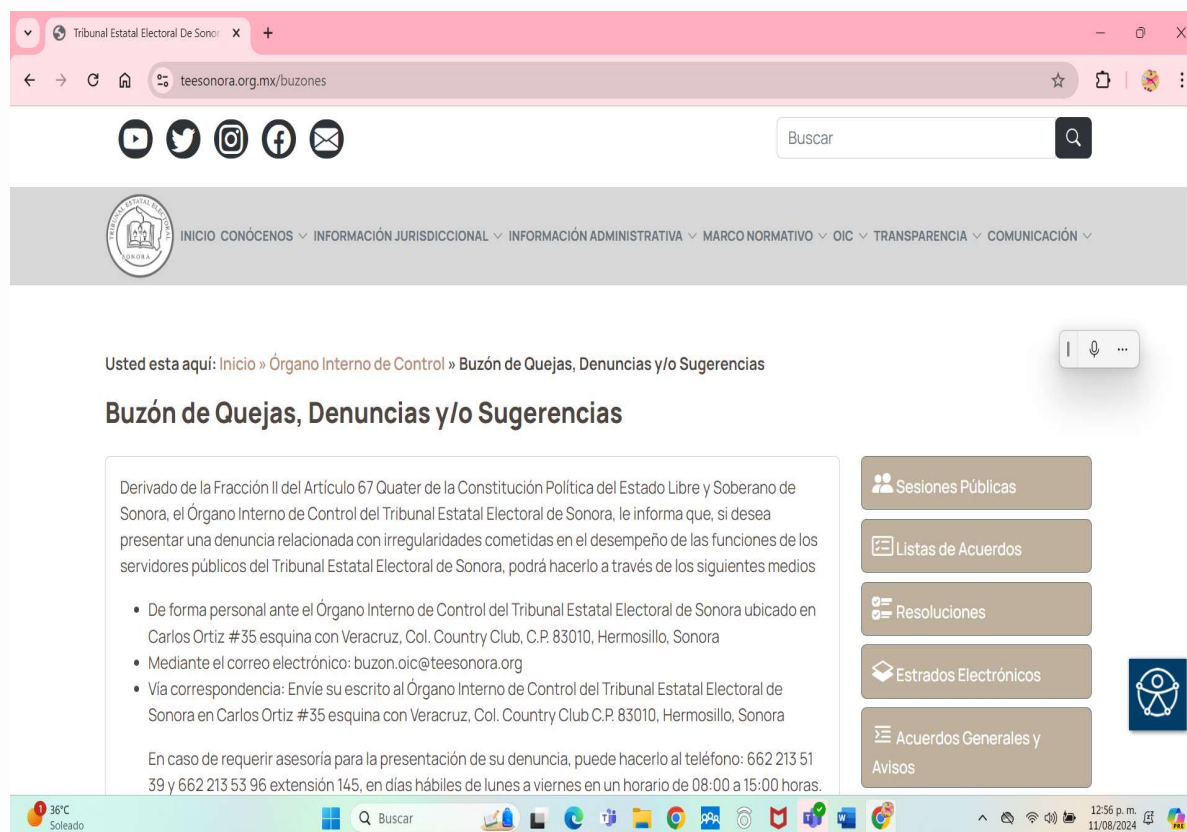 Tribunal Estatal Electoral De Sonor
teesonora.org.mx/buzones
Buscar
TRIBUNAL ESTATAL ELECTORAL
SONORA
INICIO CONÓCENOS INFORMACIÓN JURISDICCIONAL INFORMACIÓN ADMINISTRATIVA MARCO NORMATIVO OIC TRANSPARENCIA COMUNICACIÓN
Usted esta aquí: Inicio » Órgano Interno de Control » Buzón de Quejas, Denuncias y/o Sugerencias
Buzón de Quejas, Denuncias y/o Sugerencias
Derivado de la Fracción II del Artículo 67 Quater de la Constitución Política del Estado Libre y Soberano de
Sonora, el Órgano Interno de Control del Tribunal Estatal Electoral de Sonora, le informa que, si desea
presentar una denuncia relacionada con irregularidades cometidas en el desempeño de las funciones de los
servidores públicos del Tribunal Estatal Electoral de Sonora, podrá hacerlo a través de los siguientes medios
• De forma personal ante el Órgano Interno de Control del Tribunal Estatal Electoral de Sonora ubicado en
Carlos Ortiz #35 esquina con Veracruz, Col. Country Club, C.P. 83010, Hermosillo, Sonora
• Mediante el correo electrónico: buzon.oic@teesonora.org
• Vía correspondencia: Envíe su escrito al Órgano Interno de Control del Tribunal Estatal Electoral de
Sonora en Carlos Ortiz #35 esquina con Veracruz, Col. Country Club C.P. 83010, Hermosillo, Sonora
En caso de requerir asesoría para la presentación de su denuncia, puede hacerlo al teléfono: 662 213 51
39 y 662 213 53 96 extensión 145, en días hábiles de lunes a viernes en un horario de 08:00 a 15:00 horas.
Sesiones Públicas
Listas de Acuerdos
Resoluciones
Estrados Electrónicos
Acuerdos Generales y
Avisos
1
36°C
Soleado
Buscar
PPA
12:56 p. m.
11/08/2024
PRE